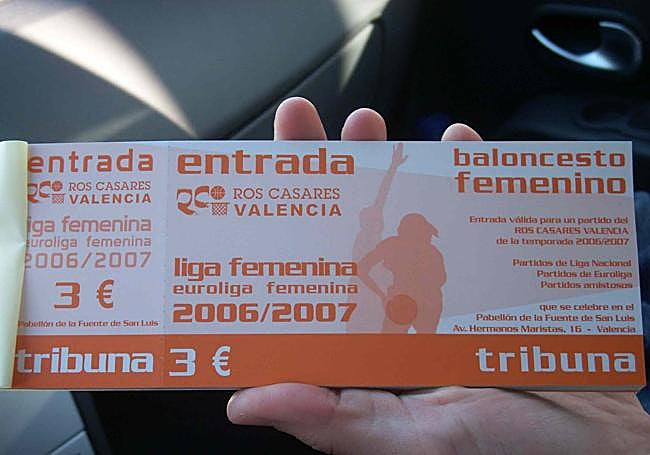 entrada
ROS CASARES
VALENCIA
liga femenina
euroliga femenina
2006/2007
3 €
Pabellón de la Fuente de San Luis
tribuna
entrada
ROS CASARES
VALENCIA
liga femenina
euroliga femenina
2006/2007
3 €
baloncesto
femenino
Entrada válida para un partido del
ROS CASARES VALENCIA
de la temporada 2006/2007
Partidos de Liga Nacional
Partidos de Euroliga
Partidos amistosos
que se celebre en el
Pabellón de la Fuente de San Luis
Av. Hermanos Maristas, 16 - Valencia
tribuna